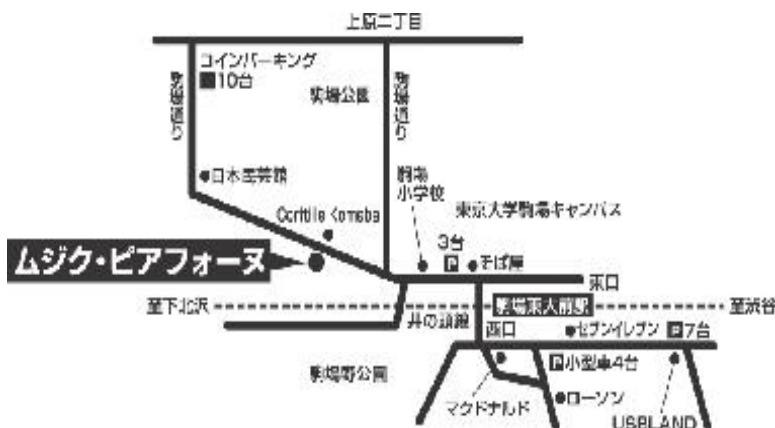 上原二丁目
コインパーキング
10台
駒場通り
駒場公園
駒場通り
日本民芸館
駒場
小学校
東京大学駒場キャンパス
Komaba
3台
P
そば屋
ムジク・ピアフォーヌ
東口
至下北沢
駒場東大前駅
至渋谷
井の頭線
西口
セブンイレブン
P
7台
駒場野公園
P
小型車4台
マクドナルド
ローソン
USBLAND